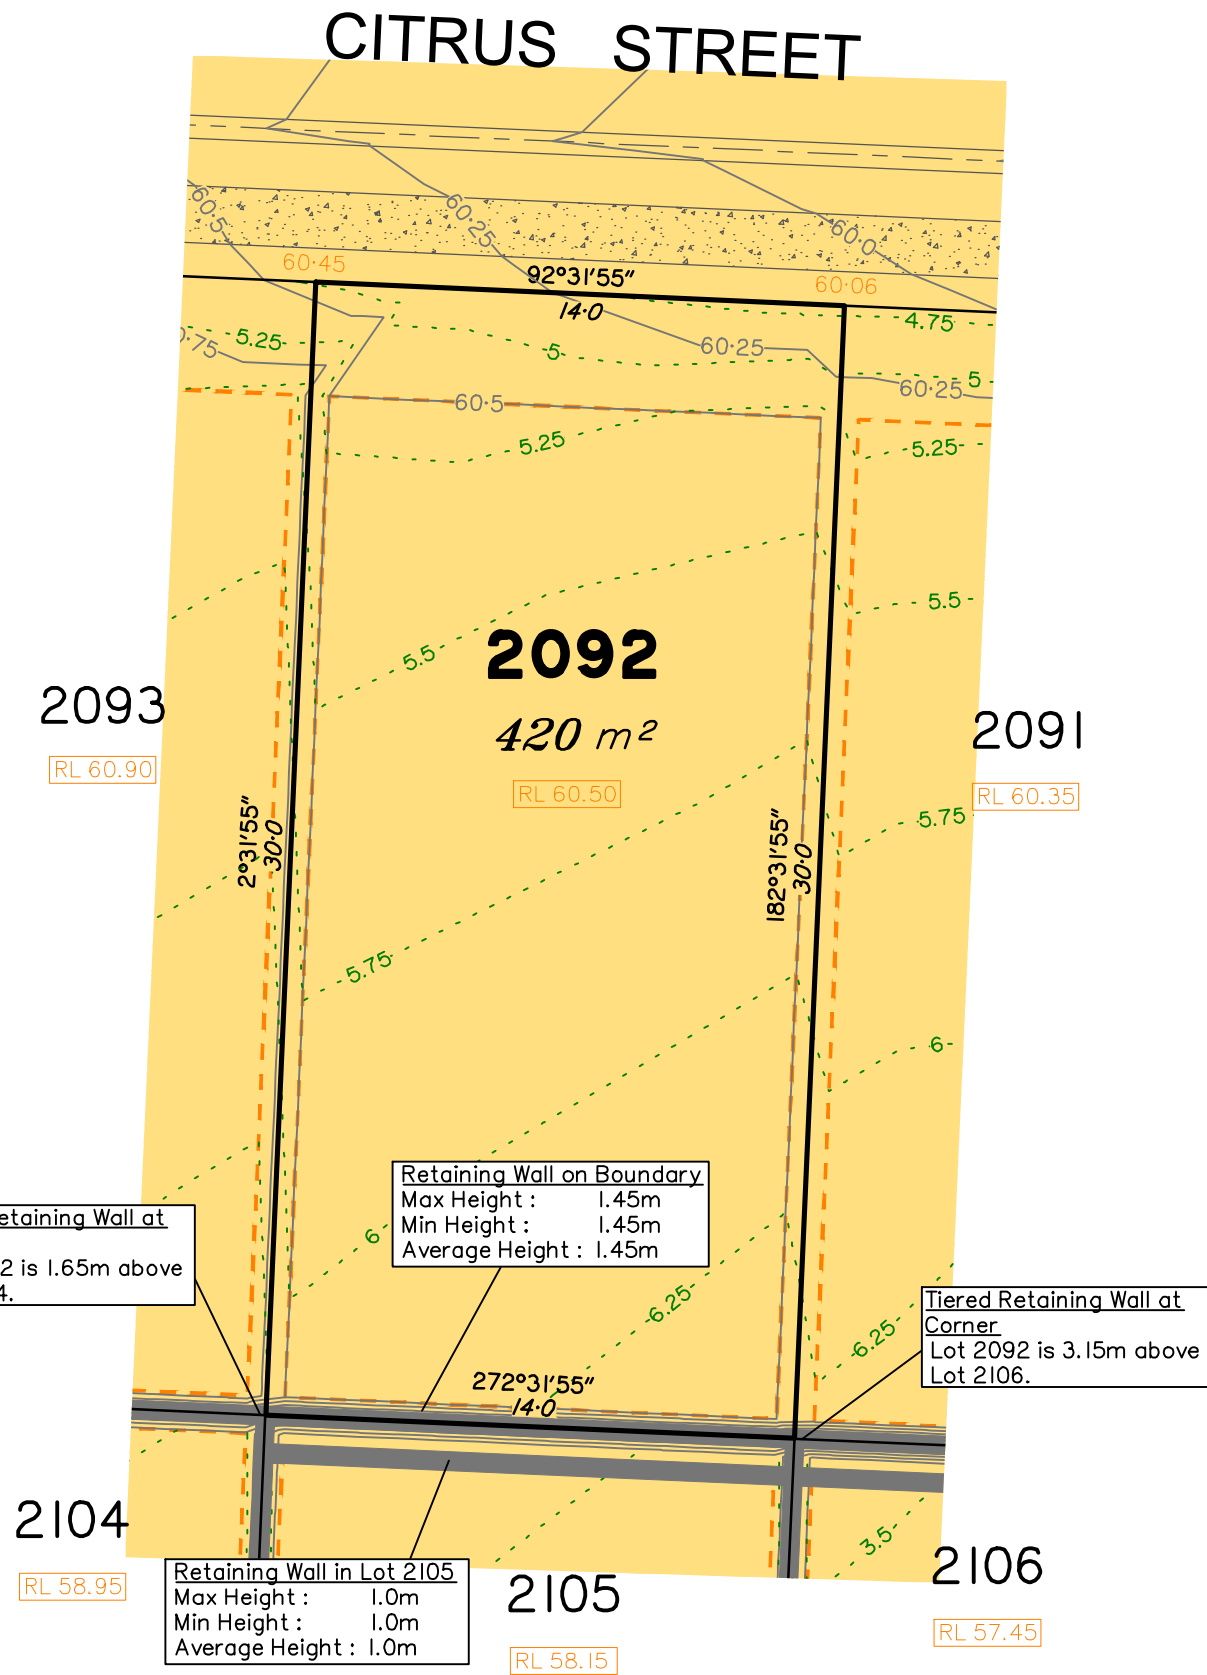 CITRUS STREET
60·5
60·25
60·0
60·45
92°31'55"
60·06
14·0
4.75
5.25
5
60·25
5
60·25
60·5
5.25
5.25
5.5
5.5
2092
2093
420 m²
2091
RL 60.90
RL 60.50
RL 60.35
2°31'55"
30·0
182°31'55"
30·0
5.75
5.75
6
Retaining Wall on Boundary
Max Height : 1.45m
Min Height : 1.45m
Average Height : 1.45m
6
etaining Wall at
2 is 1.65m above
4.
6.25
6.25
Tiered Retaining Wall at
Corner
Lot 2092 is 3.15m above
Lot 2106.
272°31'55"
14·0
2104
RL 58.95
3.5
Retaining Wall in Lot 2105
Max Height : 1.0m
Min Height : 1.0m
Average Height : 1.0m
2105
RL 58.15
2106
RL 57.45